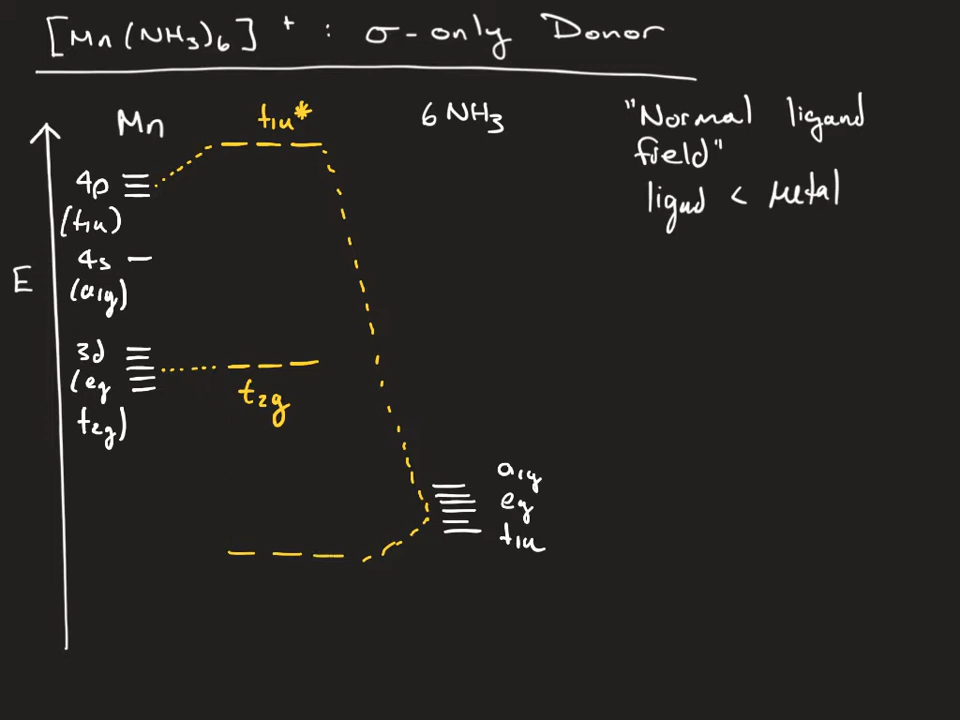 [Mn(NH3)6]+ : σ-only Donor
Mn
t1u*
6 NH3
"Normal ligand
field"
ligand < Metal
4p
(t1u)
4s
(a1g)
E
3d
(eg
t2g)
t2g
a1g
eg
t1u